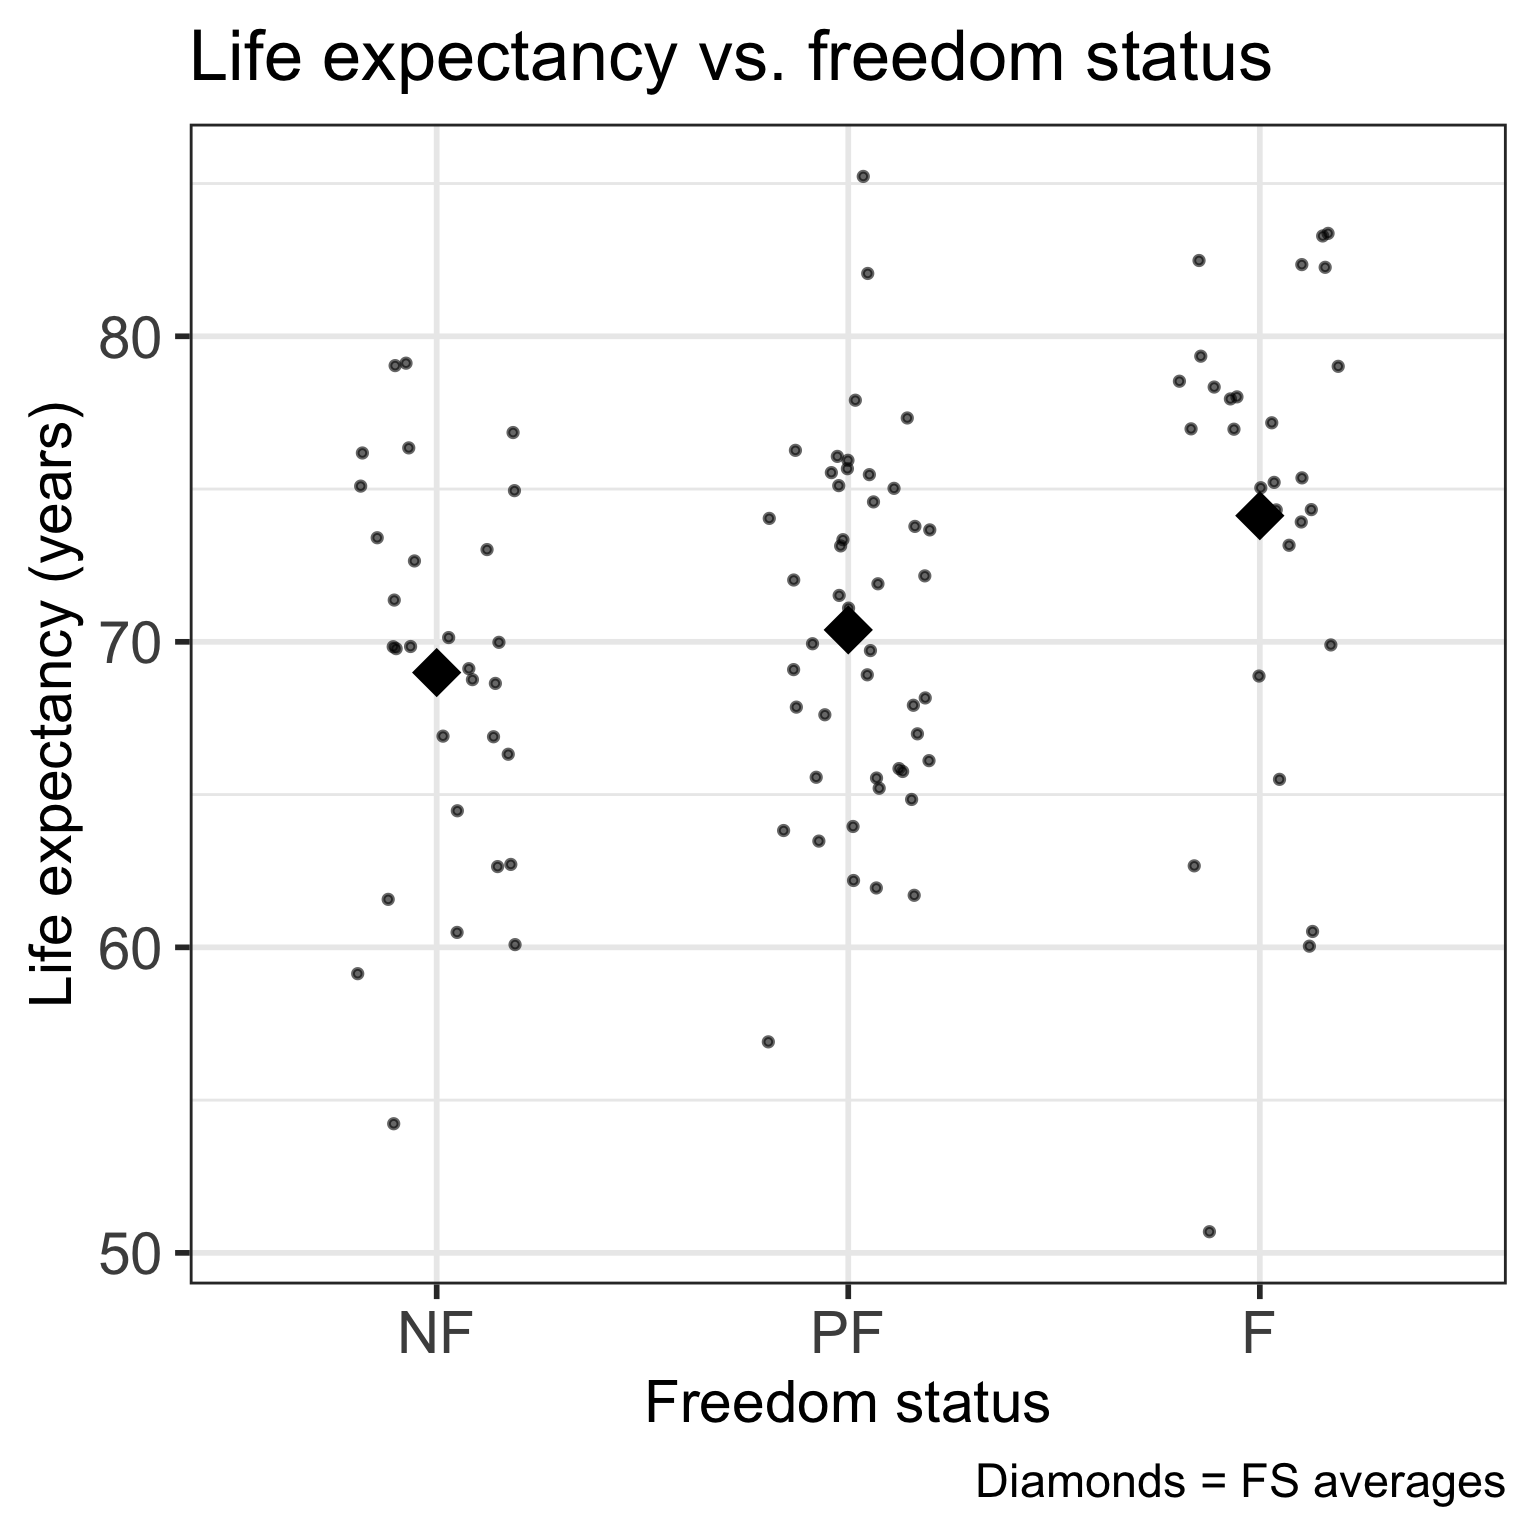 Life expectancy vs. freedom status
Life expectancy (years)
80
70
60
50
NF PF F
Freedom status
Diamonds = FS averages